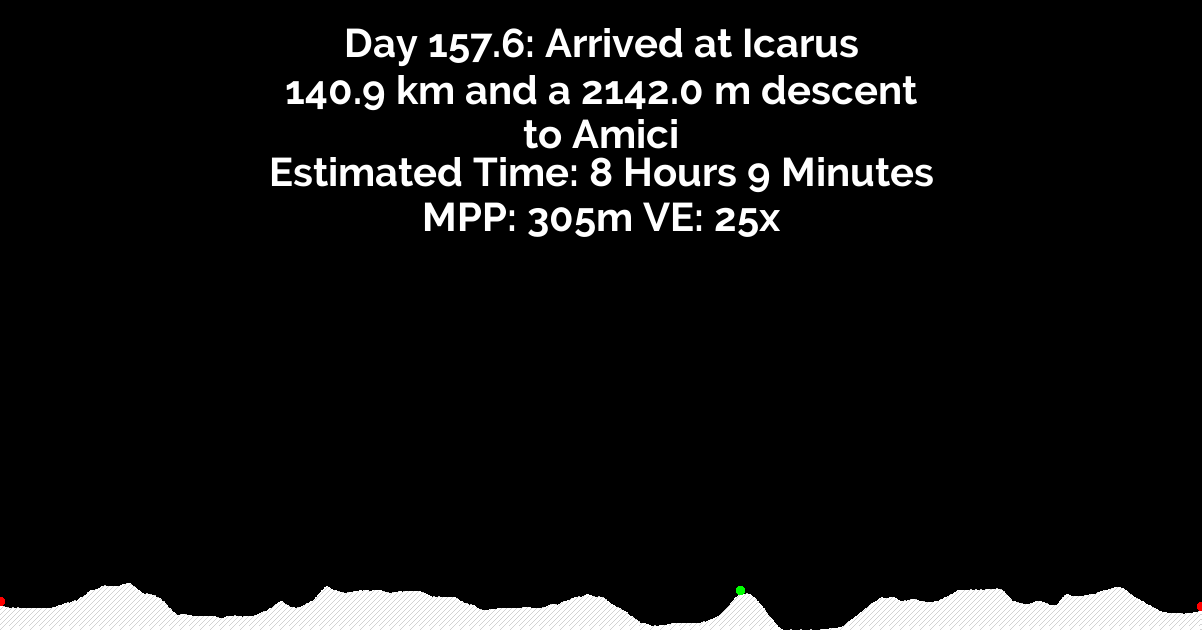 Day 157.6: Arrived at Icarus
140.9 km and a 2142.0 m descent
to Amici
Estimated Time: 8 Hours 9 Minutes
MPP: 305m VE: 25x